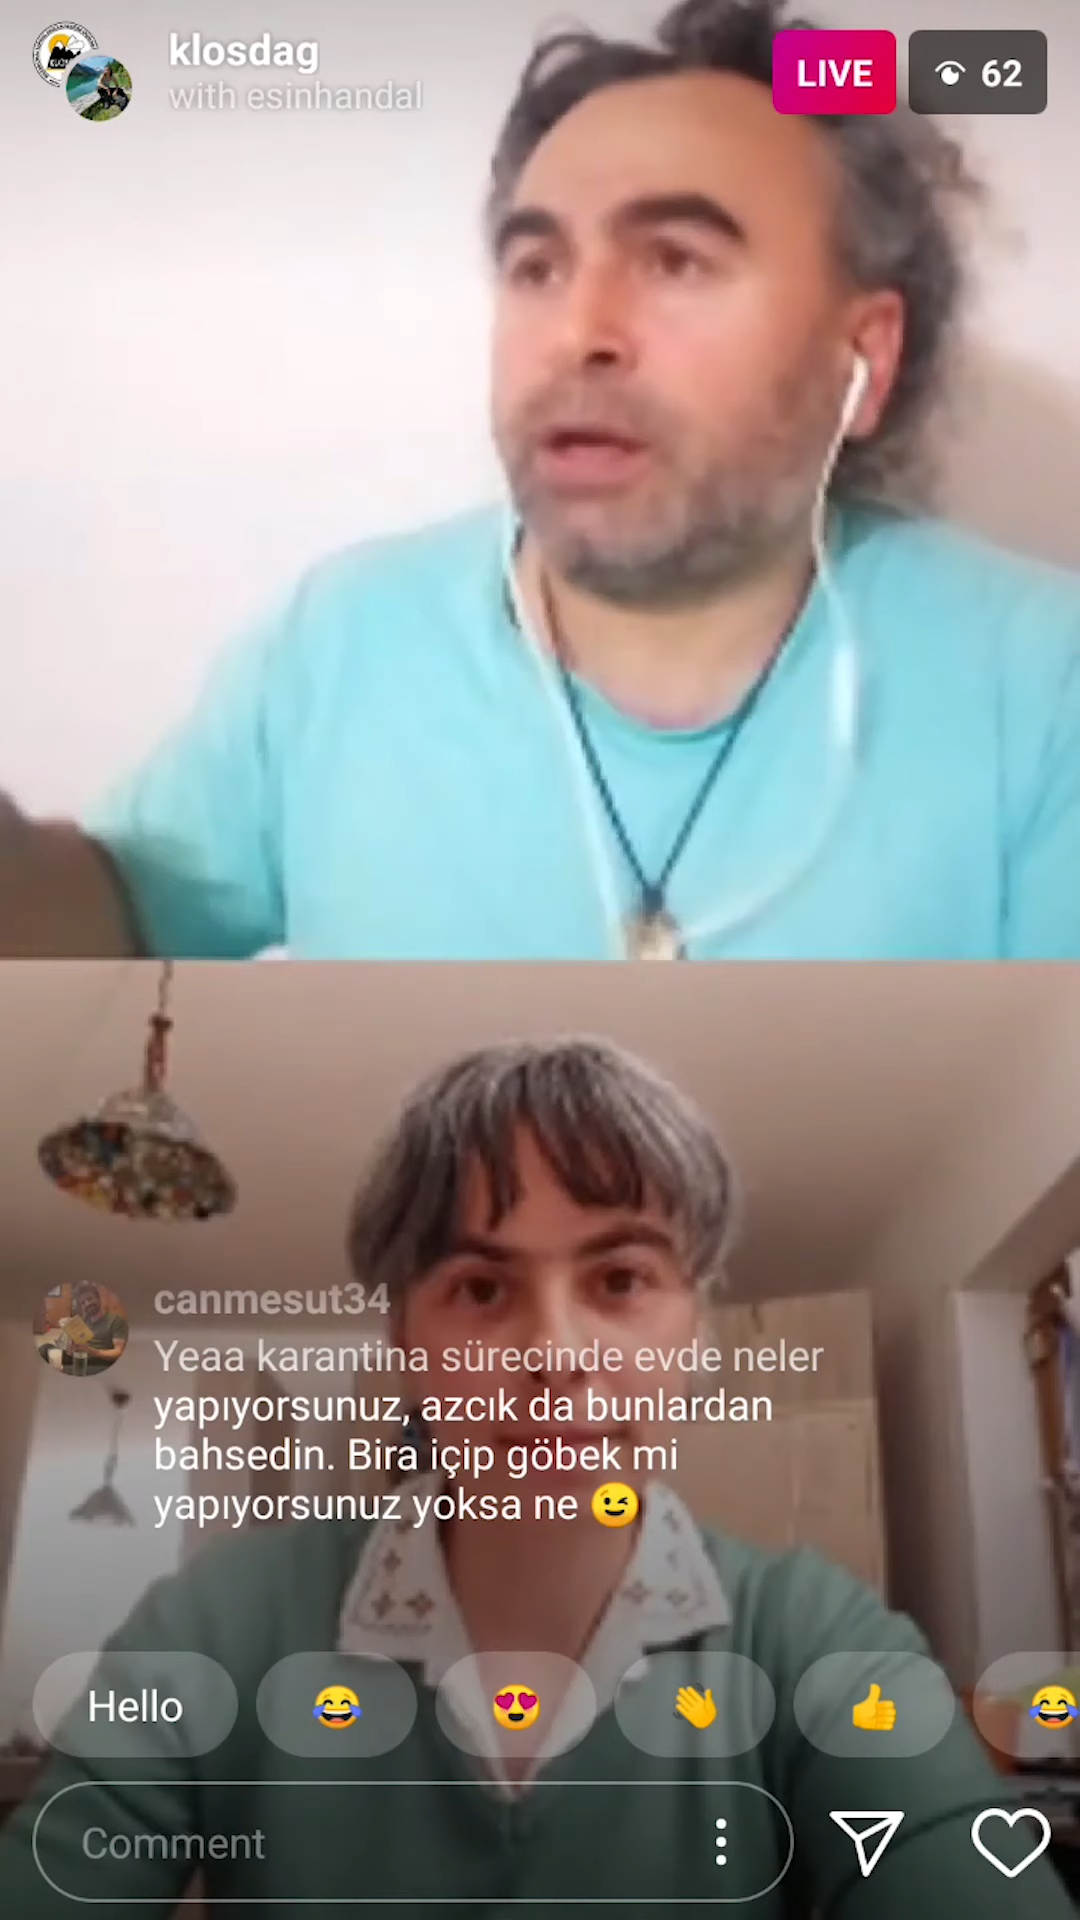 klosdag
with esinhandal
LIVE
62
canmesut34
Yeaa karantina sürecinde evde neler
yapıyorsunuz, azcık da bunlardan
bahsedin. Bira içip göbek mi
yapıyorsunuz yoksa ne 😉
Hello
Comment